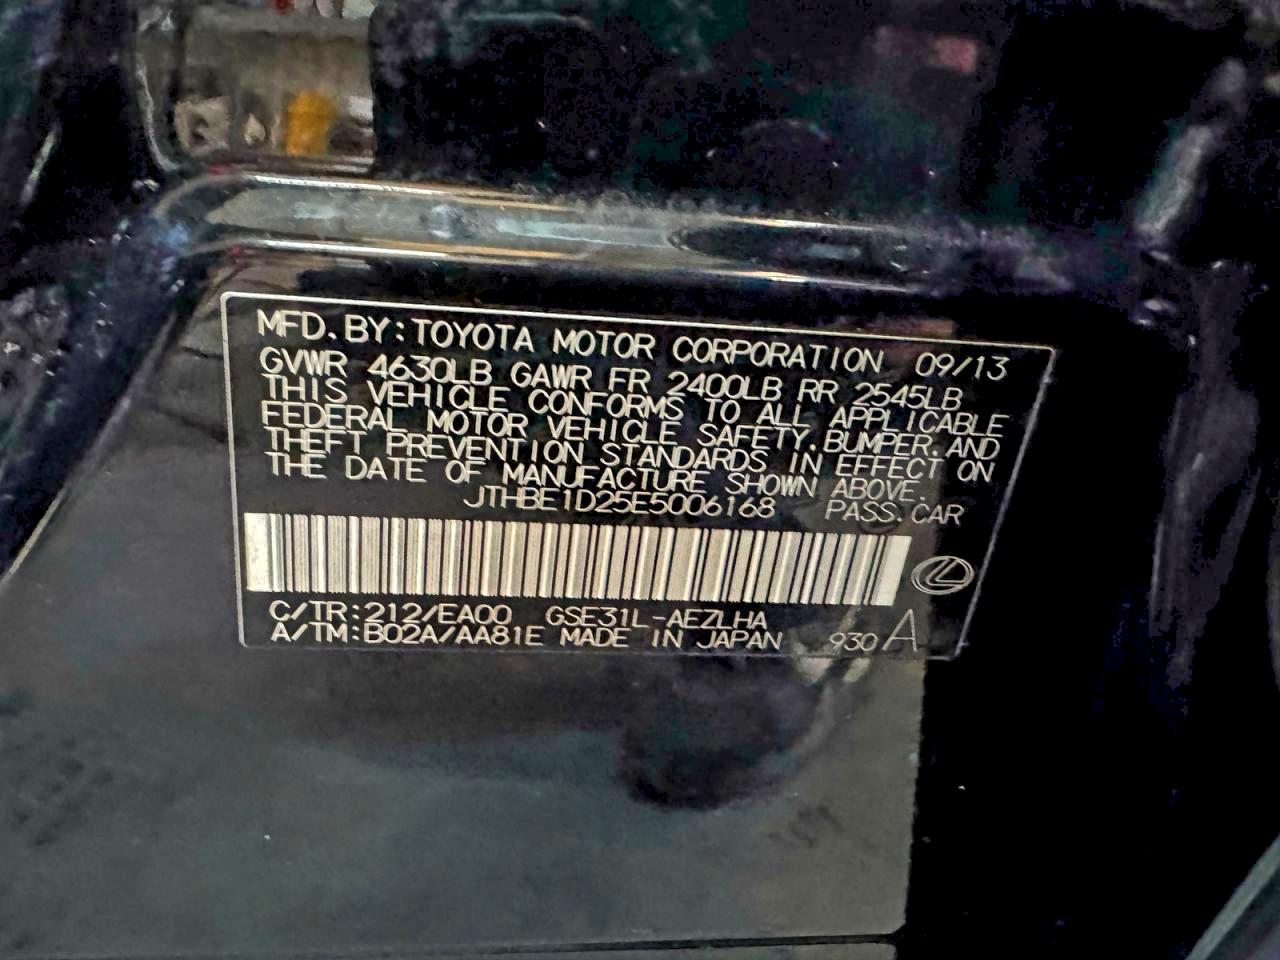 MFD. BY: TOYOTA MOTOR CORPORATION 09/13
GVWR 4630LB GAWR FR 2400LB RR 2545LB
THIS VEHICLE CONFORMS TO ALL APPLICABLE
FEDERAL MOTOR VEHICLE SAFETY, BUMPER, AND
THEFT PREVENTION STANDARDS IN EFFECT ON
THE DATE OF MANUFACTURE SHOWN ABOVE.
JTHBE1D25E5006168 PASS. CAR
C/TR: 212/EA00 GSE31L-AEZLHA
A/TM: B02A/AA81E MADE IN JAPAN 930 A